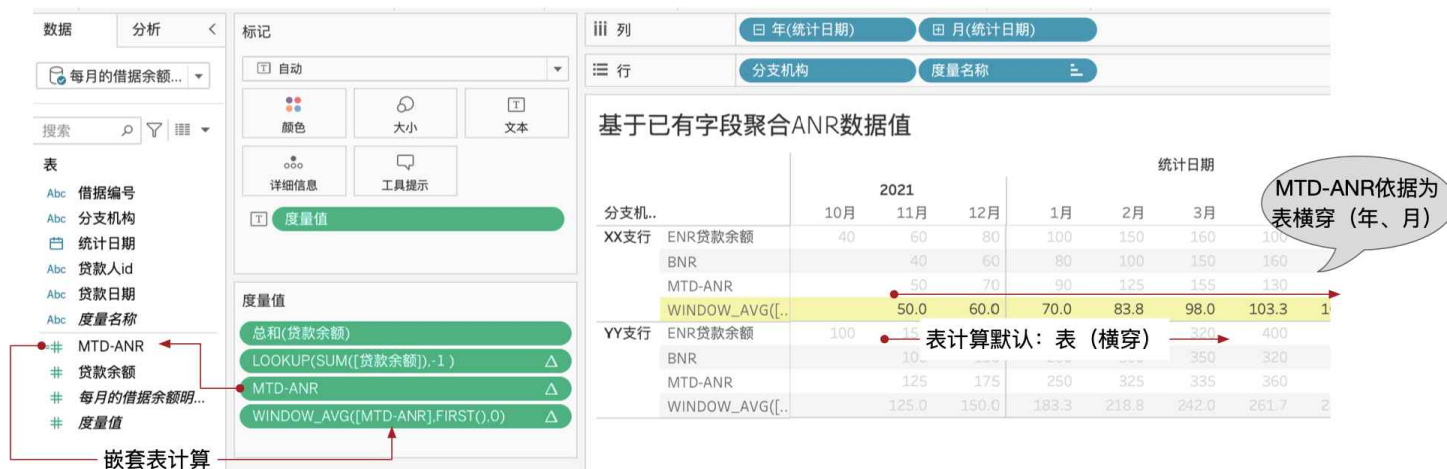 数据
分析
每月的借据余额...
搜索
表
Abc 借据编号
Abc 分支机构
统计日期
Abc 贷款人id
Abc 贷款日期
Abc 度量名称
MTD-ANR
贷款余额
每月的借据余额明...
度量值
嵌套表计算
标记
自动
颜色
大小
文本
详细信息
工具提示
度量值
度量值
总和(贷款余额)
LOOKUP(SUM([贷款余额]),-1 )
MTD-ANR
WINDOW_AVG([MTD-ANR],FIRST(),0)
列 年(统计日期) 月(统计日期)
行 分支机构 度量名称
基于已有字段聚合ANR数据值
统计日期
2021
分支机.. 10月 11月 12月 1月 2月 3月
MTD-ANR依据为
表横穿（年、月）
XX支行 ENR贷款余额 40 60 80 100 150 160 100
BNR 40 60 80 100 150 160
MTD-ANR 50 70 90 125 155 130
WINDOW_AVG([.. 50.0 60.0 70.0 83.8 98.0 103.3
YY支行 ENR贷款余额 100 320 400
表计算默认：表（横穿）
BNR 350 320
MTD-ANR 125 175 250 325 335 360
WINDOW_AVG([.. 125.0 150.0 183.3 218.8 242.0 261.7